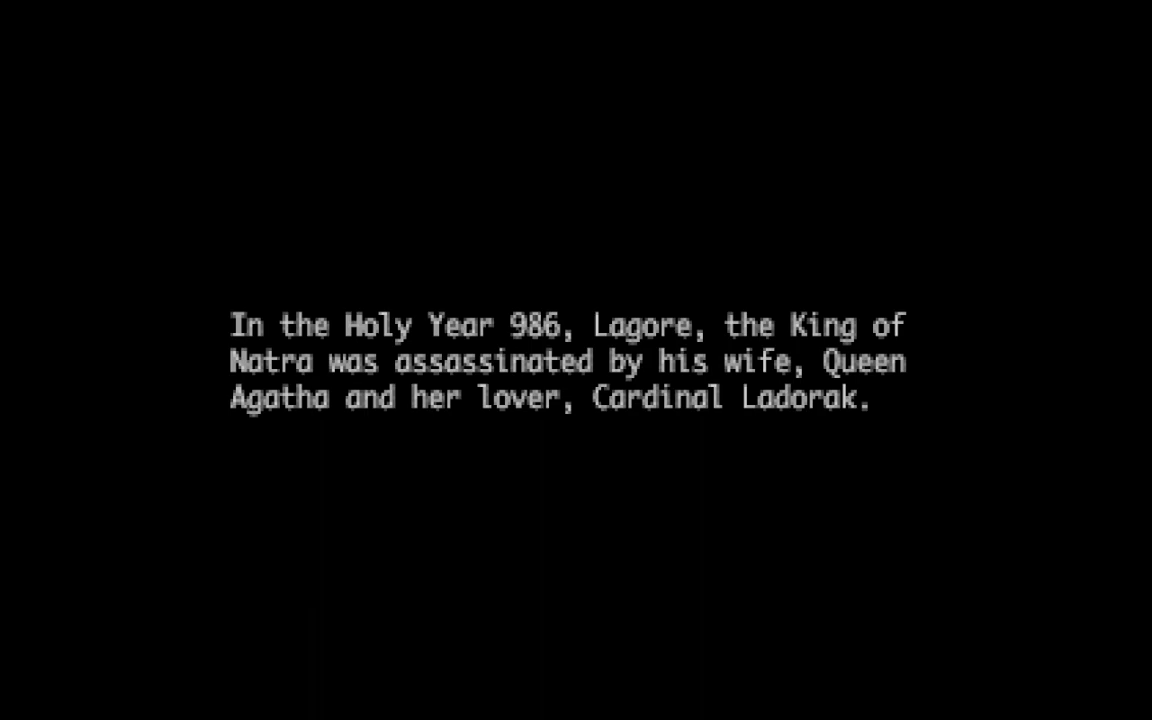 In the Holy Year 986, Lagore, the King of
Natra was assassinated by his wife, Queen
Agatha and her lover, Cardinal Ladorak.